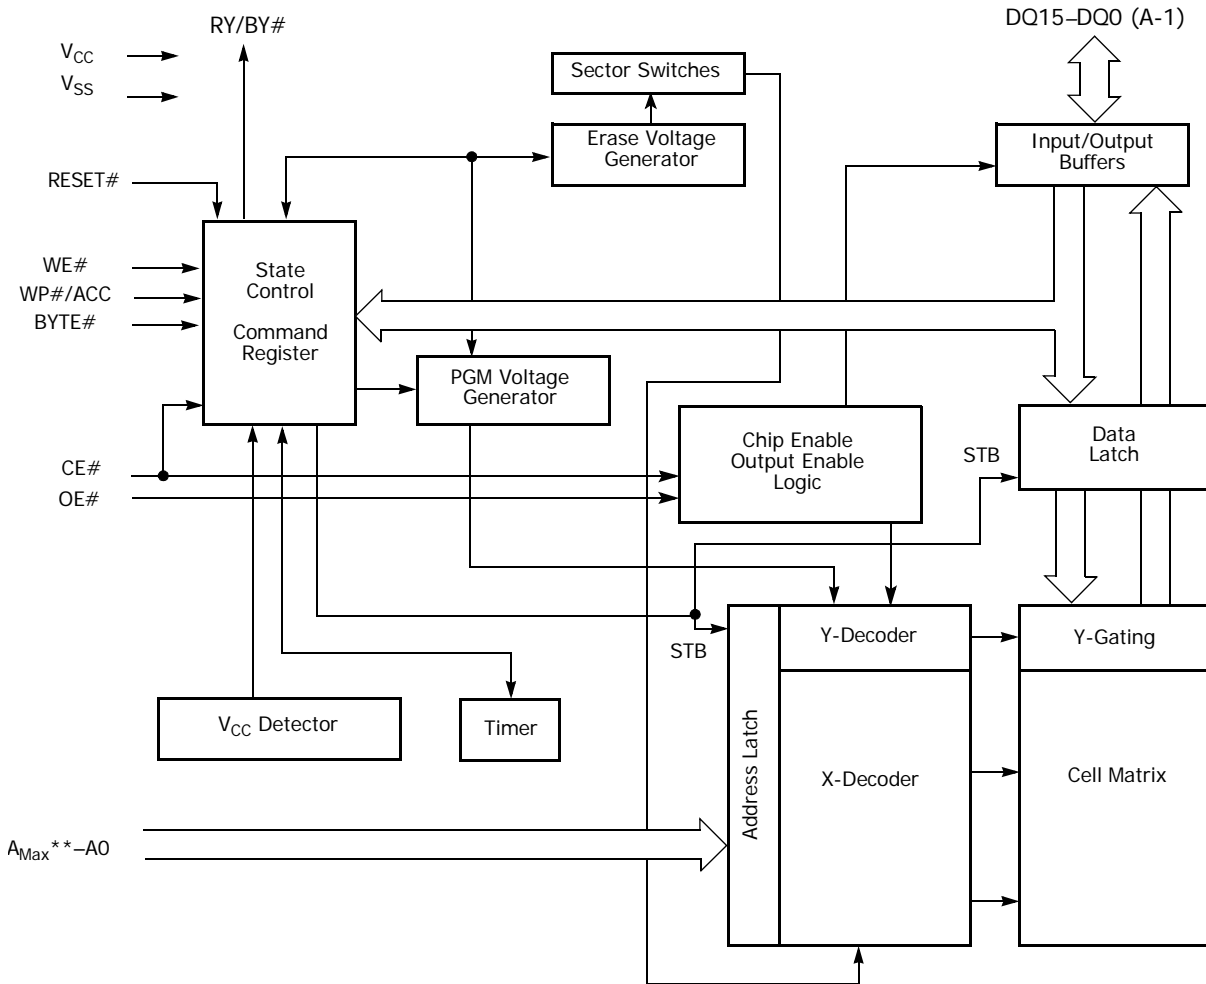 RY/BY#
DQ15–DQ0 (A-1)
VCC
VSS
Sector Switches
Erase Voltage
Generator
Input/Output
Buffers
RESET#
WE#
WP#/ACC
BYTE#
State
Control
Command
Register
PGM Voltage
Generator
Chip Enable
Output Enable
Logic
STB
Data
Latch
CE#
OE#
STB
Y-Decoder
Y-Gating
VCC Detector
Timer
Address Latch
X-Decoder
Cell Matrix
AMax**–A0